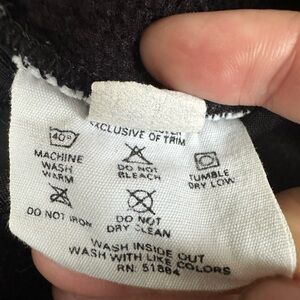 EXCLUSIVE OF TRIM
40°
MACHINE WASH WARM
DO NOT BLEACH
TUMBLE DRY LOW
DO NOT IRON
DO NOT DRY CLEAN
WASH INSIDE OUT
WASH WITH LIKE COLORS
RN: 51884